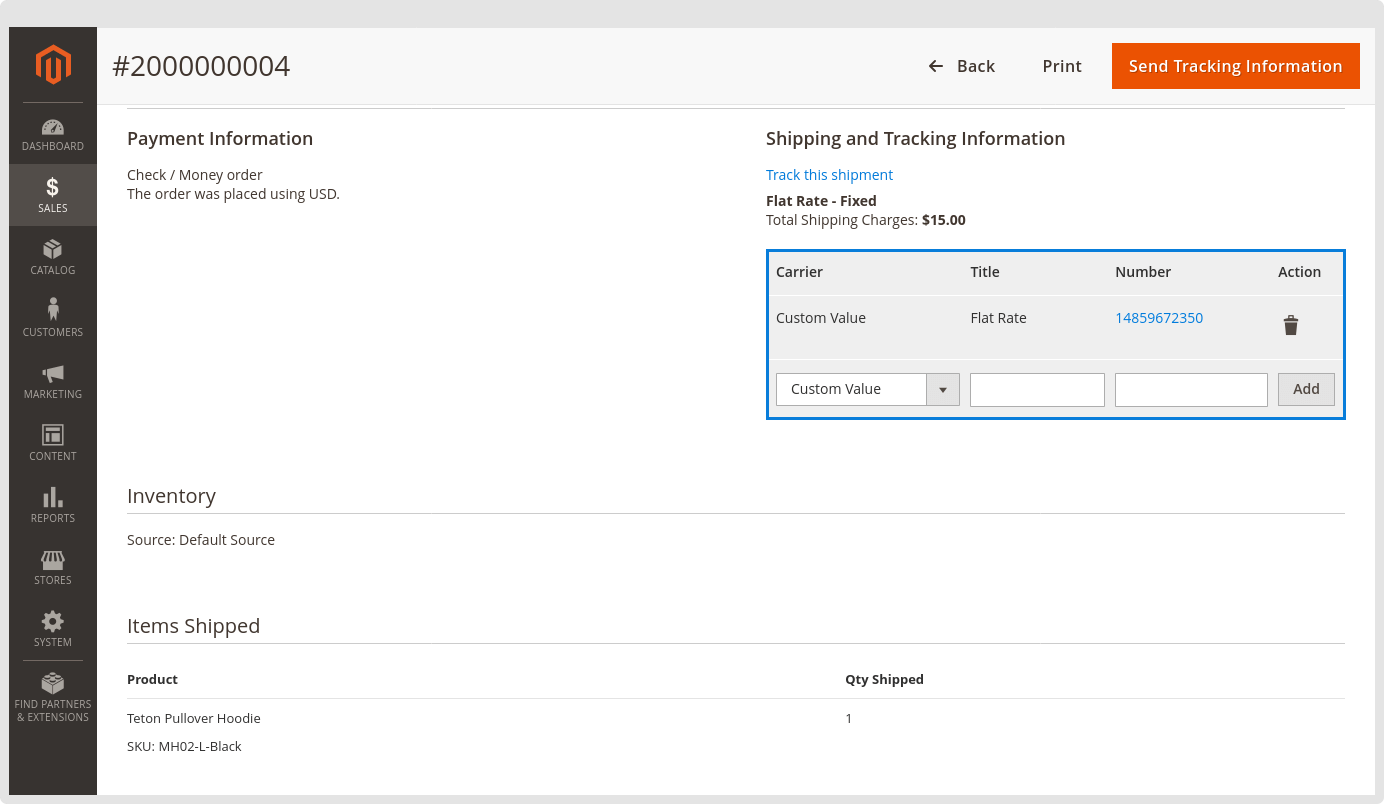 #2000000004
Back
Print
Send Tracking Information
DASHBOARD
SALES
CATALOG
CUSTOMERS
MARKETING
CONTENT
REPORTS
STORES
SYSTEM
FIND PARTNERS
& EXTENSIONS
Payment Information
Check / Money order
The order was placed using USD.
Shipping and Tracking Information
Track this shipment
Flat Rate - Fixed
Total Shipping Charges: $15.00
Carrier Title Number Action
Custom Value Flat Rate 14859672350
Custom Value Add
Inventory
Source: Default Source
Items Shipped
Product Qty Shipped
Teton Pullover Hoodie 1
SKU: MH02-L-Black